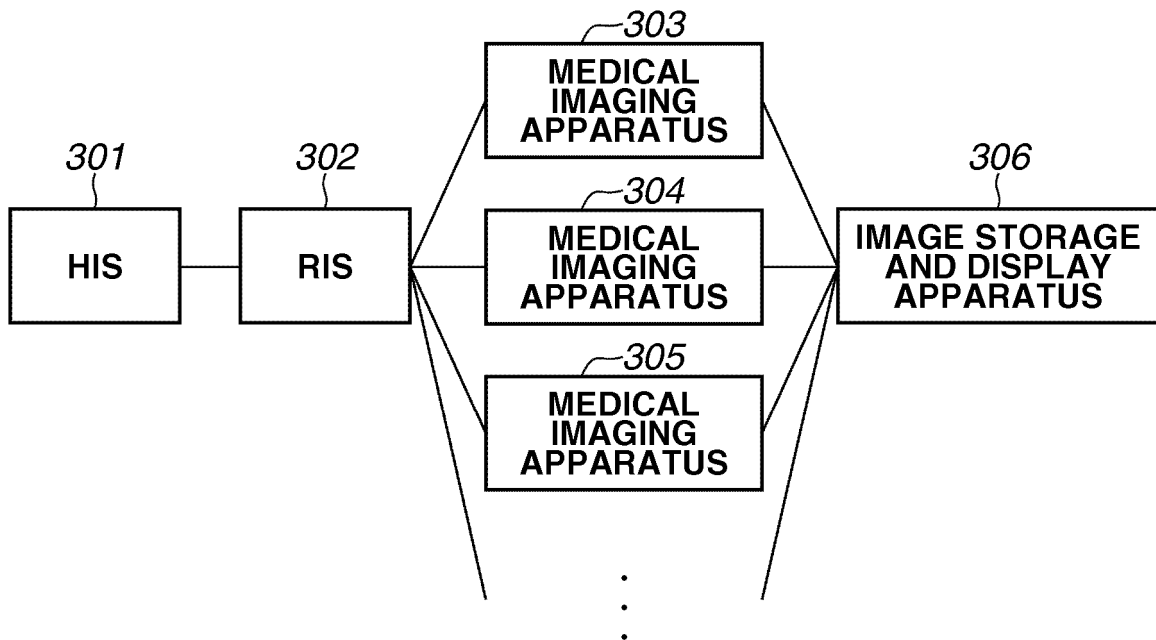 303
MEDICAL
IMAGING
APPARATUS
301
HIS
302
RIS
304
MEDICAL
IMAGING
APPARATUS
306
IMAGE STORAGE
AND DISPLAY
APPARATUS
305
MEDICAL
IMAGING
APPARATUS